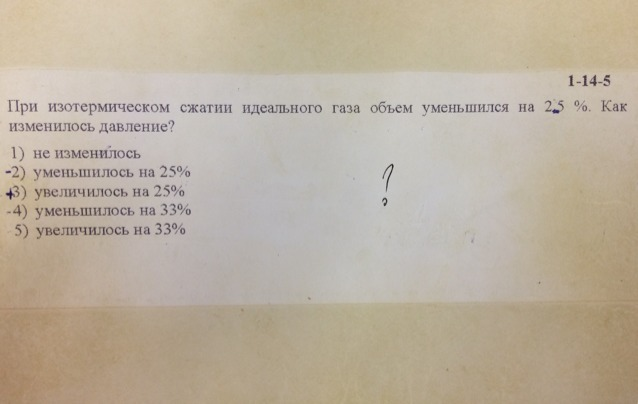 1-14-5
При изотермическом сжатии идеального газа объем уменьшился на 25 %. Как
изменилось давление?
1) не изменилось
-2) уменьшилось на 25%
+3) увеличилось на 25%
-4) уменьшилось на 33%
5) увеличилось на 33%
?